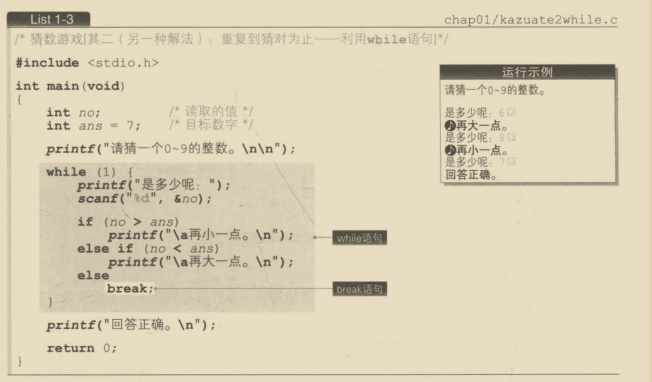 List 1-3
chap01/kazuate2while.c
/* 猜数游戏[其二（另一种解法）：重复到猜对为止——利用while语句]*/
#include <stdio.h>
int main(void)
{
int no; /* 读取的值 */
int ans = 7; /* 目标数字 */
printf("请猜一个0~9的整数。\n\n");
while (1) {
printf("是多少呢：");
scanf("%d", &no);
if (no > ans)
printf("\a再小一点。\n");
else if (no < ans)
printf("\a再大一点。\n");
else
break;
}
printf("回答正确。\n");
return 0;
}
while语句
break语句
运行示例
请猜一个0~9的整数。
是多少呢：6
♪再大一点。
是多少呢：8
♪再小一点。
是多少呢：7
回答正确。